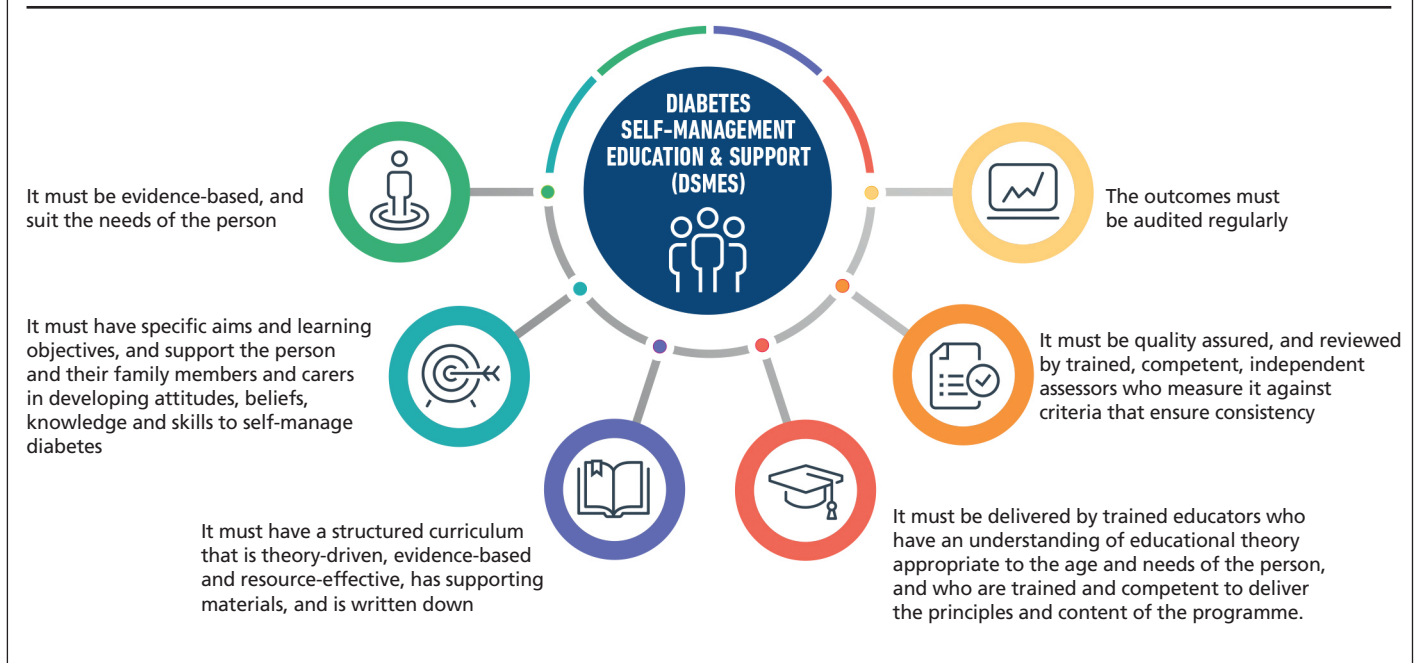 DIABETES
SELF-MANAGEMENT
EDUCATION & SUPPORT
(DSMES)
It must be evidence-based, and
suit the needs of the person
It must have specific aims and learning
objectives, and support the person
and their family members and carers
in developing attitudes, beliefs,
knowledge and skills to self-manage
diabetes
It must have a structured curriculum
that is theory-driven, evidence-based
and resource-effective, has supporting
materials, and is written down
It must be delivered by trained educators who
have an understanding of educational theory
appropriate to the age and needs of the person,
and who are trained and competent to deliver
the principles and content of the programme.
It must be quality assured, and reviewed
by trained, competent, independent
assessors who measure it against
criteria that ensure consistency
The outcomes must
be audited regularly